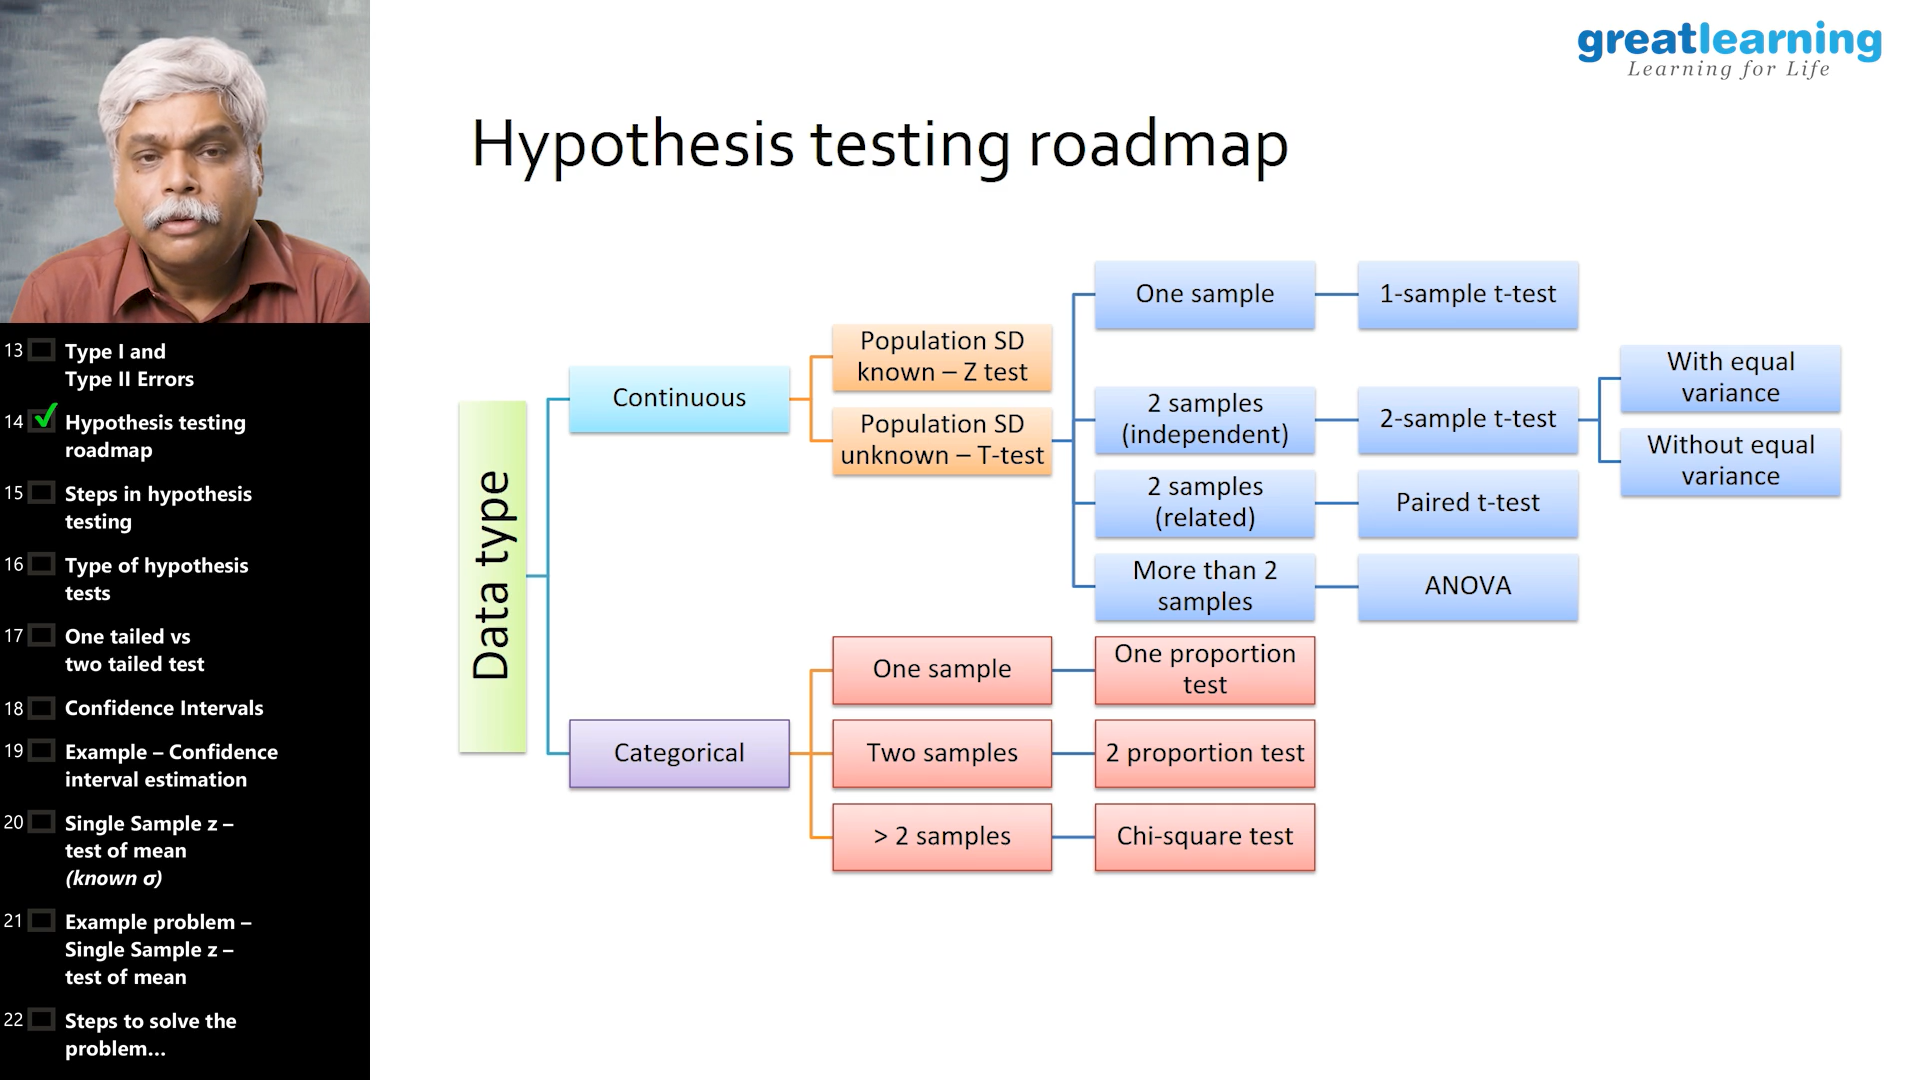 greatlearning
Learning for Life
Hypothesis testing roadmap
13 Type I and
Type II Errors
14 Hypothesis testing
roadmap
15 Steps in hypothesis
testing
16 Type of hypothesis
tests
17 One tailed vs
two tailed test
18 Confidence Intervals
19 Example – Confidence
interval estimation
20 Single Sample z –
test of mean
(known σ)
21 Example problem –
Single Sample z –
test of mean
22 Steps to solve the
problem...
Data type
Continuous
Population SD
known – Z test
Population SD
unknown – T-test
One sample
1-sample t-test
2 samples
(independent)
2-sample t-test
With equal
variance
Without equal
variance
2 samples
(related)
Paired t-test
More than 2
samples
ANOVA
Categorical
One sample
One proportion
test
Two samples
2 proportion test
> 2 samples
Chi-square test